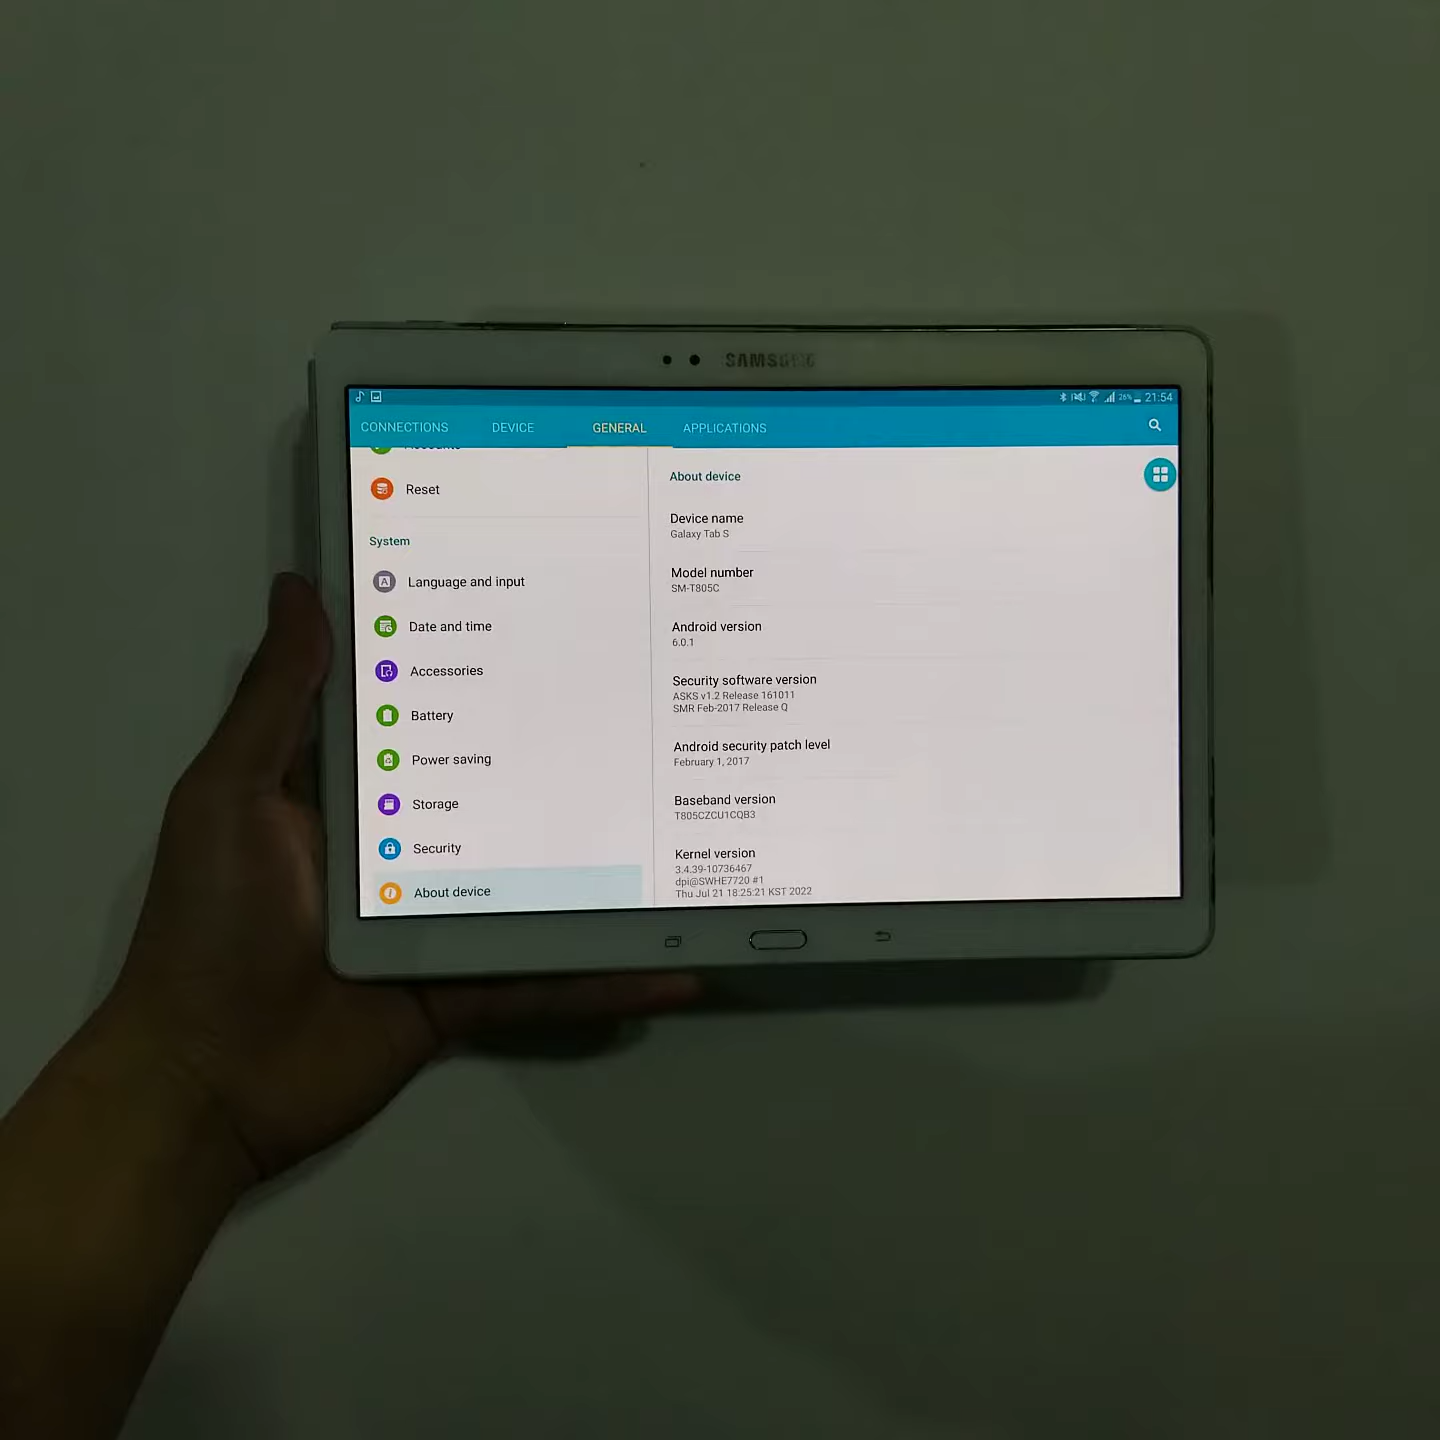 SAMSUNG
26% 21:54
CONNECTIONS DEVICE GENERAL APPLICATIONS
Accounts
Reset
System
Language and input
Date and time
Accessories
Battery
Power saving
Storage
Security
About device
About device
Device name
Galaxy Tab S
Model number
SM-T805C
Android version
6.0.1
Security software version
ASKS v1.2 Release 161011
SMR Feb-2017 Release Q
Android security patch level
February 1, 2017
Baseband version
T805CZCU1CQB3
Kernel version
3.4.39-10736467
dpi@SWHE7720 #1
Thu Jul 21 18:25:21 KST 2022